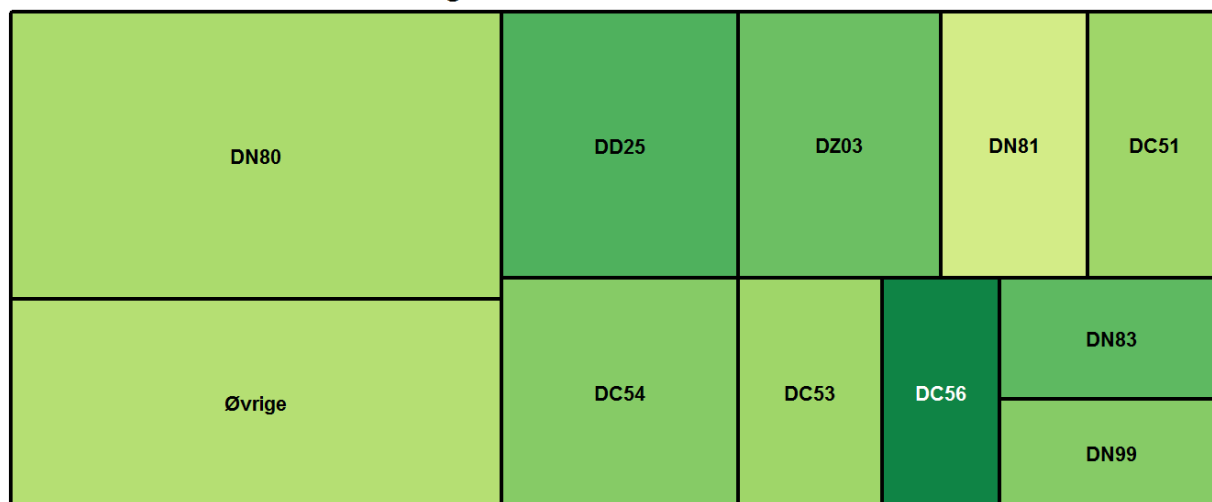 DN80
DD25
DZ03
DN81
DC51
Øvrige
DC54
DC53
DC56
DN83
DN99